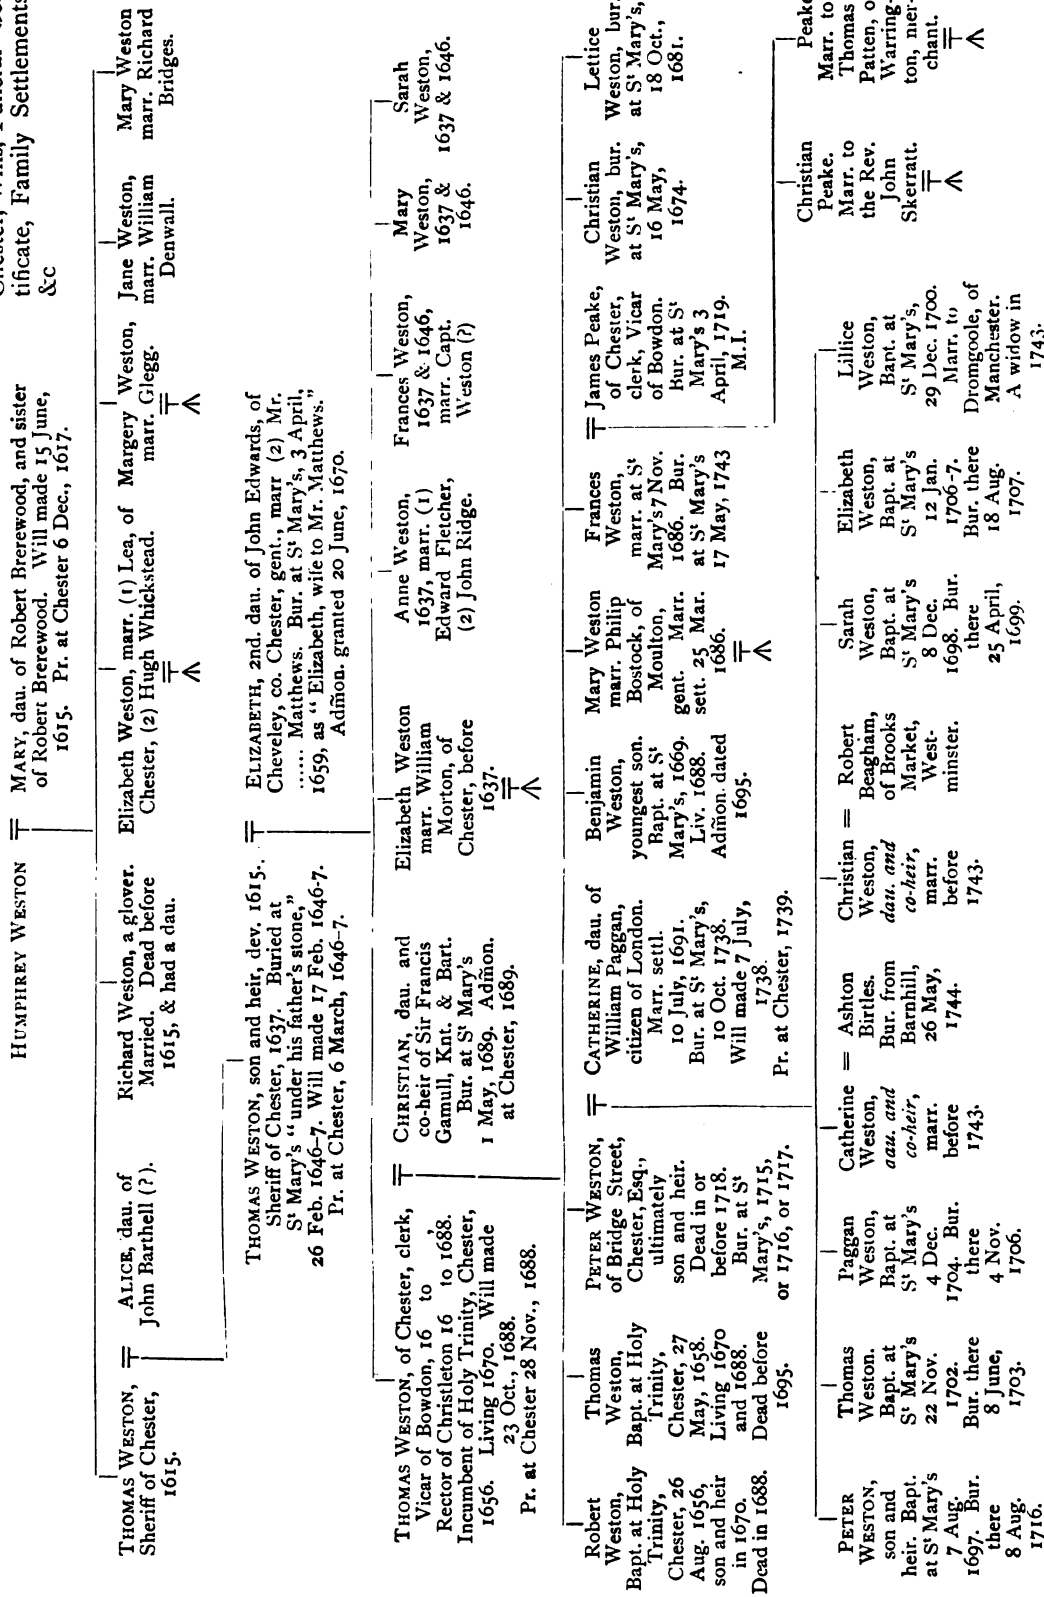 Chester, Wills, Funeral
tificate, Family Settlements
&c
HUMPHREY WESTON
MARY, dau. of Robert Brerewood, and sister
of Robert Brerewood. Will made 15 June,
1615. Pr. at Chester 6 Dec., 1617.
THOMAS WESTON,
Sheriff of Chester,
1615.
ALICE, dau. of
John Barthell (?).
Richard Weston, a glover.
Married. Dead before
1615, & had a dau.
Elizabeth Weston, marr. (1) Lea, of
Chester, (2) Hugh Whickstead.
Margery Weston,
marr. Glegg.
Jane Weston,
marr. William
Denwall.
Mary Weston
marr. Richard
Bridges.
THOMAS WESTON, son and heir, dev. 1615.
Sheriff of Chester, 1637. Buried at
St Mary's "under his father's stone,"
26 Feb. 1646-7. Will made 17 Feb. 1646-7.
Pr. at Chester, 6 March, 1646-7.
ELIZABETH, 2nd. dau. of John Edwards, of
Cheveley, co. Chester, gent., marr (2) Mr.
...... Matthews. Bur. at St Mary's, 3 April,
1659, as "Elizabeth, wife to Mr. Matthews."
Adm̃on. granted 20 June, 1670.
THOMAS WESTON, of Chester, clerk,
Vicar of Bowdon, 16 to
Rector of Christleton 16 to 1688.
Incumbent of Holy Trinity, Chester,
1656. Living 1670. Will made
23 Oct., 1688.
Pr. at Chester 28 Nov., 1688.
CHRISTIAN, dau. and
co-heir of Sir Francis
Gamull, Knt. & Bart.
Bur. at St Mary's
1 May, 1689. Adm̃on.
at Chester, 1689.
Elizabeth Weston
marr. William
Morton, of
Chester, before
1637.
Anne Weston,
1637, marr. (1)
Edward Fletcher,
(2) John Ridge.
Frances Weston,
1637 & 1646,
marr. Capt.
Weston (?)
Mary
Weston,
1637 &
1646.
Sarah
Weston,
1637 & 1646.
Robert
Weston,
Bapt. at Holy
Trinity,
Chester, 26
Aug. 1656,
son and heir
in 1670.
Dead in 1688.
Thomas
Weston,
Bapt. at Holy
Trinity,
Chester, 27
May, 1658.
Living 1670
and 1688.
Dead before
1695.
PETER WESTON,
of Bridge Street,
Chester, Esq.,
ultimately
son and heir.
Dead in or
before 1718.
Bur. at St
Mary's, 1715,
or 1716, or 1717.
CATHERINE, dau. of
William Paggan,
citizen of London.
Marr. settl.
10 July, 1691.
Bur. at St Mary's,
10 Oct. 1738.
Will made 7 July,
1738.
Pr. at Chester, 1739.
Benjamin
Weston,
youngest son.
Bapt. at St
Mary's, 1669.
Liv. 1688.
Adm̃on. dated
1695.
Mary Weston
marr. Philip
Bostock, of
Moulton,
gent. Marr.
sett. 25 Mar.
1686.
Frances
Weston,
marr. at St
Mary's 7 Nov.
1686. Bur.
at St Mary's
17 May, 1743
James Peake,
of Chester,
clerk, Vicar
of Bowdon.
Bur. at St
Mary's 3
April, 1719.
M.I.
Christian
Weston, bur.
at St Mary's,
16 May,
1674.
Lettice
Weston, bur.
at St Mary's,
18 Oct.,
1681.
Christian
Peake.
Marr. to
the Rev.
John
Skerratt.
Peake
Marr. to
Thomas
Patten, o
Warring-
ton, mer-
chant.
PETER
WESTON,
son and
heir. Bapt.
at St Mary's
7 Aug.
1697. Bur.
there
8 Aug.
1716.
Thomas
Weston.
Bapt. at
St Mary's
22 Nov.
1702.
Bur. there
8 June,
1703.
Paggan
Weston,
Bapt. at
St Mary's
4 Dec.
1704. Bur.
there
4 Nov.
1706.
Catherine
Weston,
dau. and
co-heir,
marr.
before
1743.
= Ashton
Birtles.
Bur. from
Barnhill,
26 May,
1744.
Christian
Weston,
dau. and
co-heir,
marr.
before
1743.
= Robert
Beagham,
of Brooks
Market,
West-
minster.
Sarah
Weston,
Bapt. at
St Mary's
8 Dec.
1698. Bur.
there
25 April,
1699.
Elizabeth
Weston,
Bapt. at
St Mary's
12 Jan.
1706-7.
Bur. there
18 Aug.
1707.
Lillice
Weston,
Bapt. at
St Mary's,
29 Dec. 1700.
Marr. to
Dromgoole, of
Manchester.
A widow in
1743.